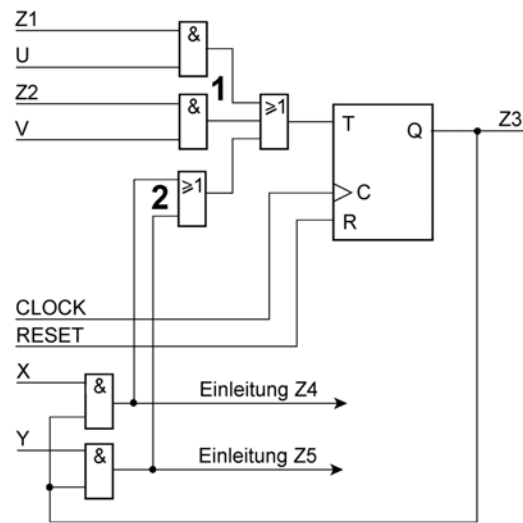 Z1
&
U
1
Z2
&
≥1
V
T
Q
Z3
≥1
2
C
R
CLOCK
RESET
X
&
Einleitung Z4
Y
&
Einleitung Z5